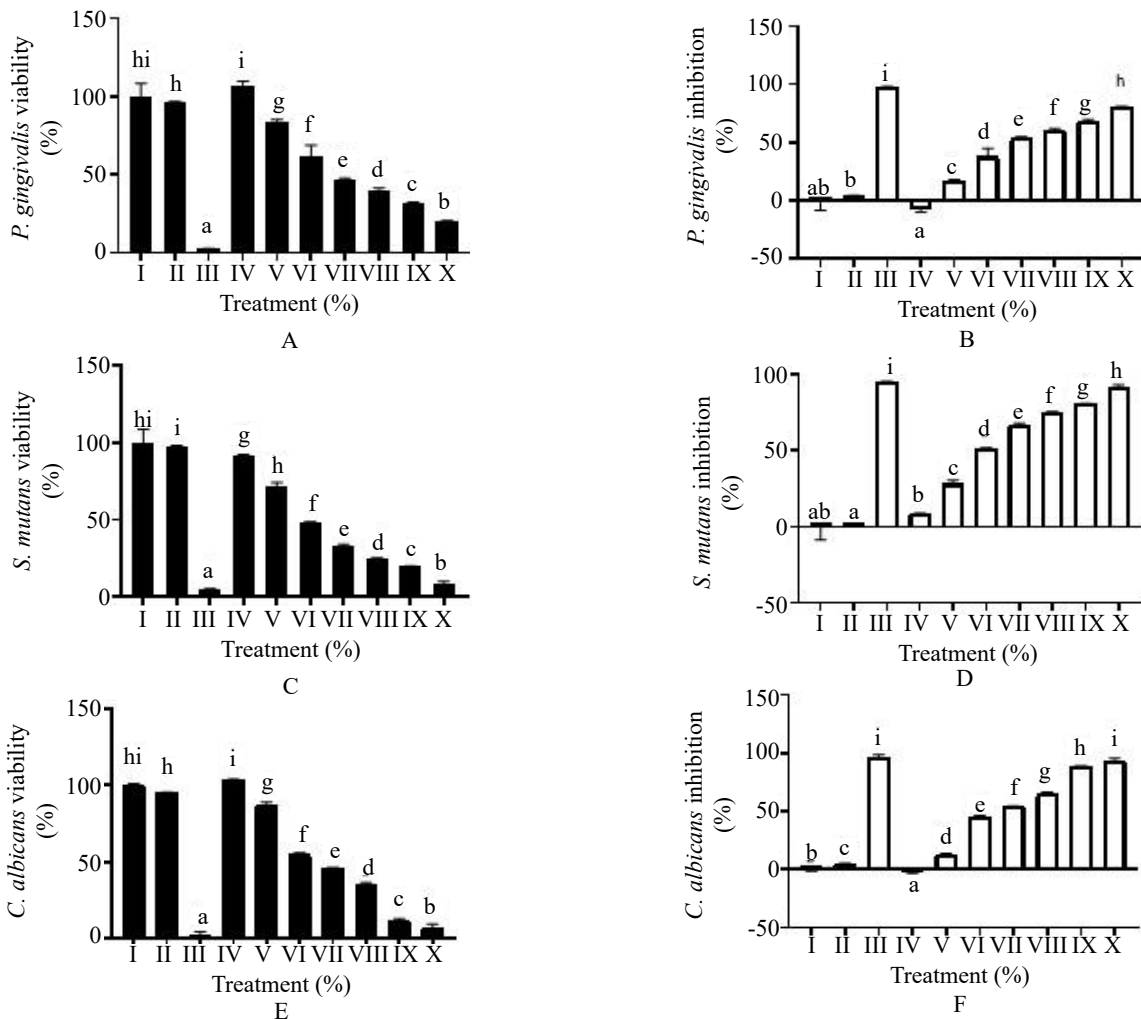 P. gingivalis viability
(%)
150
100
50
0
hi
h
a
i
g
f
e
d
c
b
I II III IV V VI VII VIII IX X
Treatment (%)
A
P. gingivalis inhibition
(%)
150
100
50
0
-50
ab
b
i
a
c
d
e
f
g
h
I II III IV V VI VII VIII IX X
Treatment (%)
B
S. mutans viability
(%)
150
100
50
0
hi
i
a
g
h
f
e
d
c
b
I II III IV V VI VII VIII IX X
Treatment (%)
C
S. mutans inhibition
(%)
100
50
0
-50
ab
a
i
b
c
d
e
f
g
h
I II III IV V VI VII VIII IX X
Treatment (%)
D
C. albicans viability
(%)
150
100
50
0
hi
h
a
i
g
f
e
d
c
b
I II III IV V VI VII VIII IX X
Treatment (%)
E
C. albicans inhibition
(%)
150
100
50
0
-50
b
c
i
a
d
e
f
g
h
i
I II III IV V VI VII VIII IX X
Treatment (%)
F